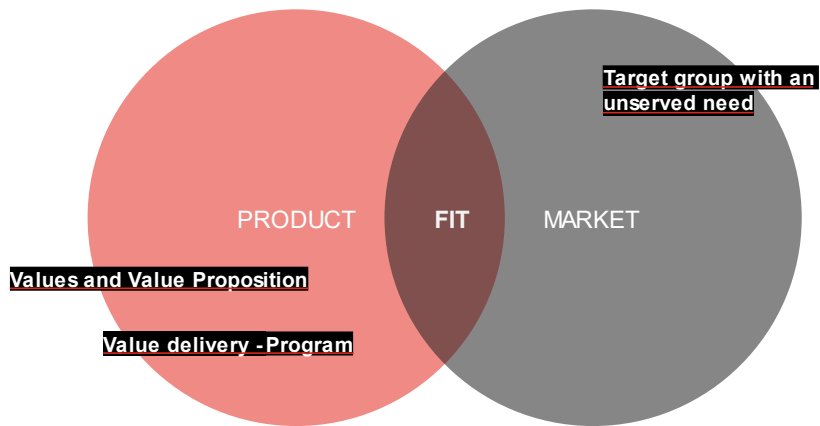 Target group with an
unserved need
PRODUCT
FIT
MARKET
Values and Value Proposition
Value delivery -Program